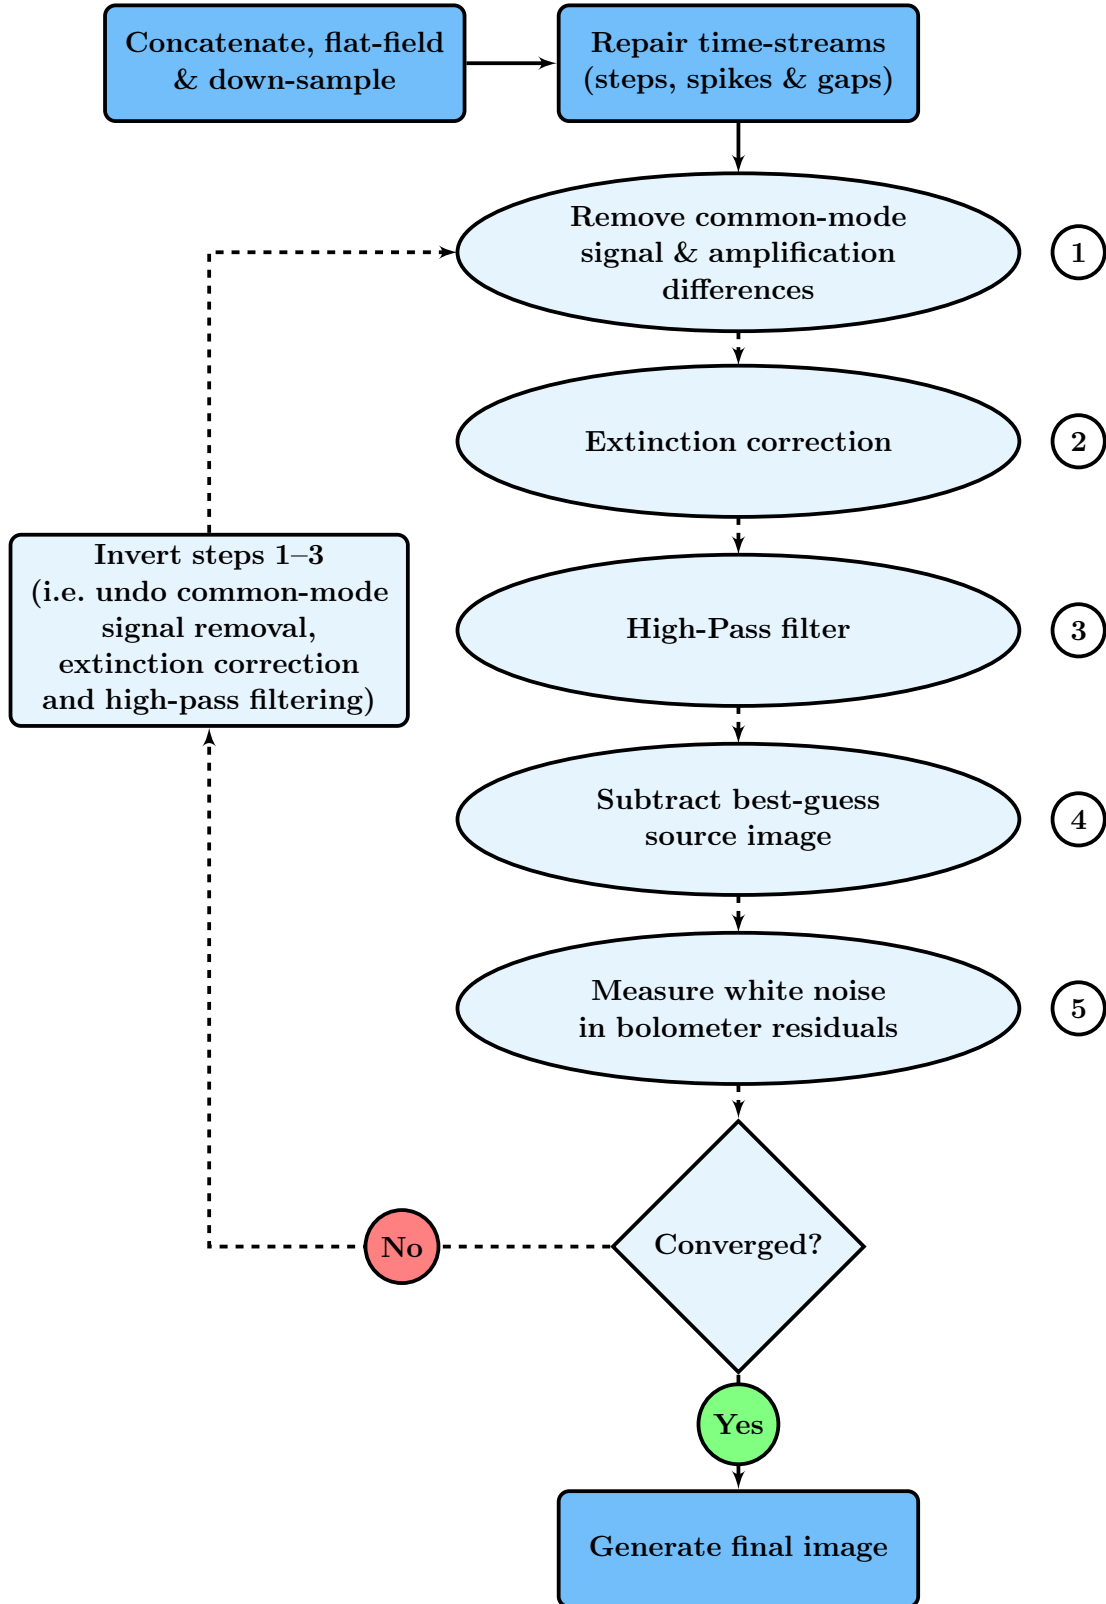 Concatenate, flat-field
& down-sample
Repair time-streams
(steps, spikes & gaps)
Remove common-mode
signal & amplification
differences
1
Extinction correction
2
Invert steps 1–3
(i.e. undo common-mode
signal removal,
extinction correction
and high-pass filtering)
High-Pass filter
3
Subtract best-guess
source image
4
Measure white noise
in bolometer residuals
5
Converged?
No
Yes
Generate final image